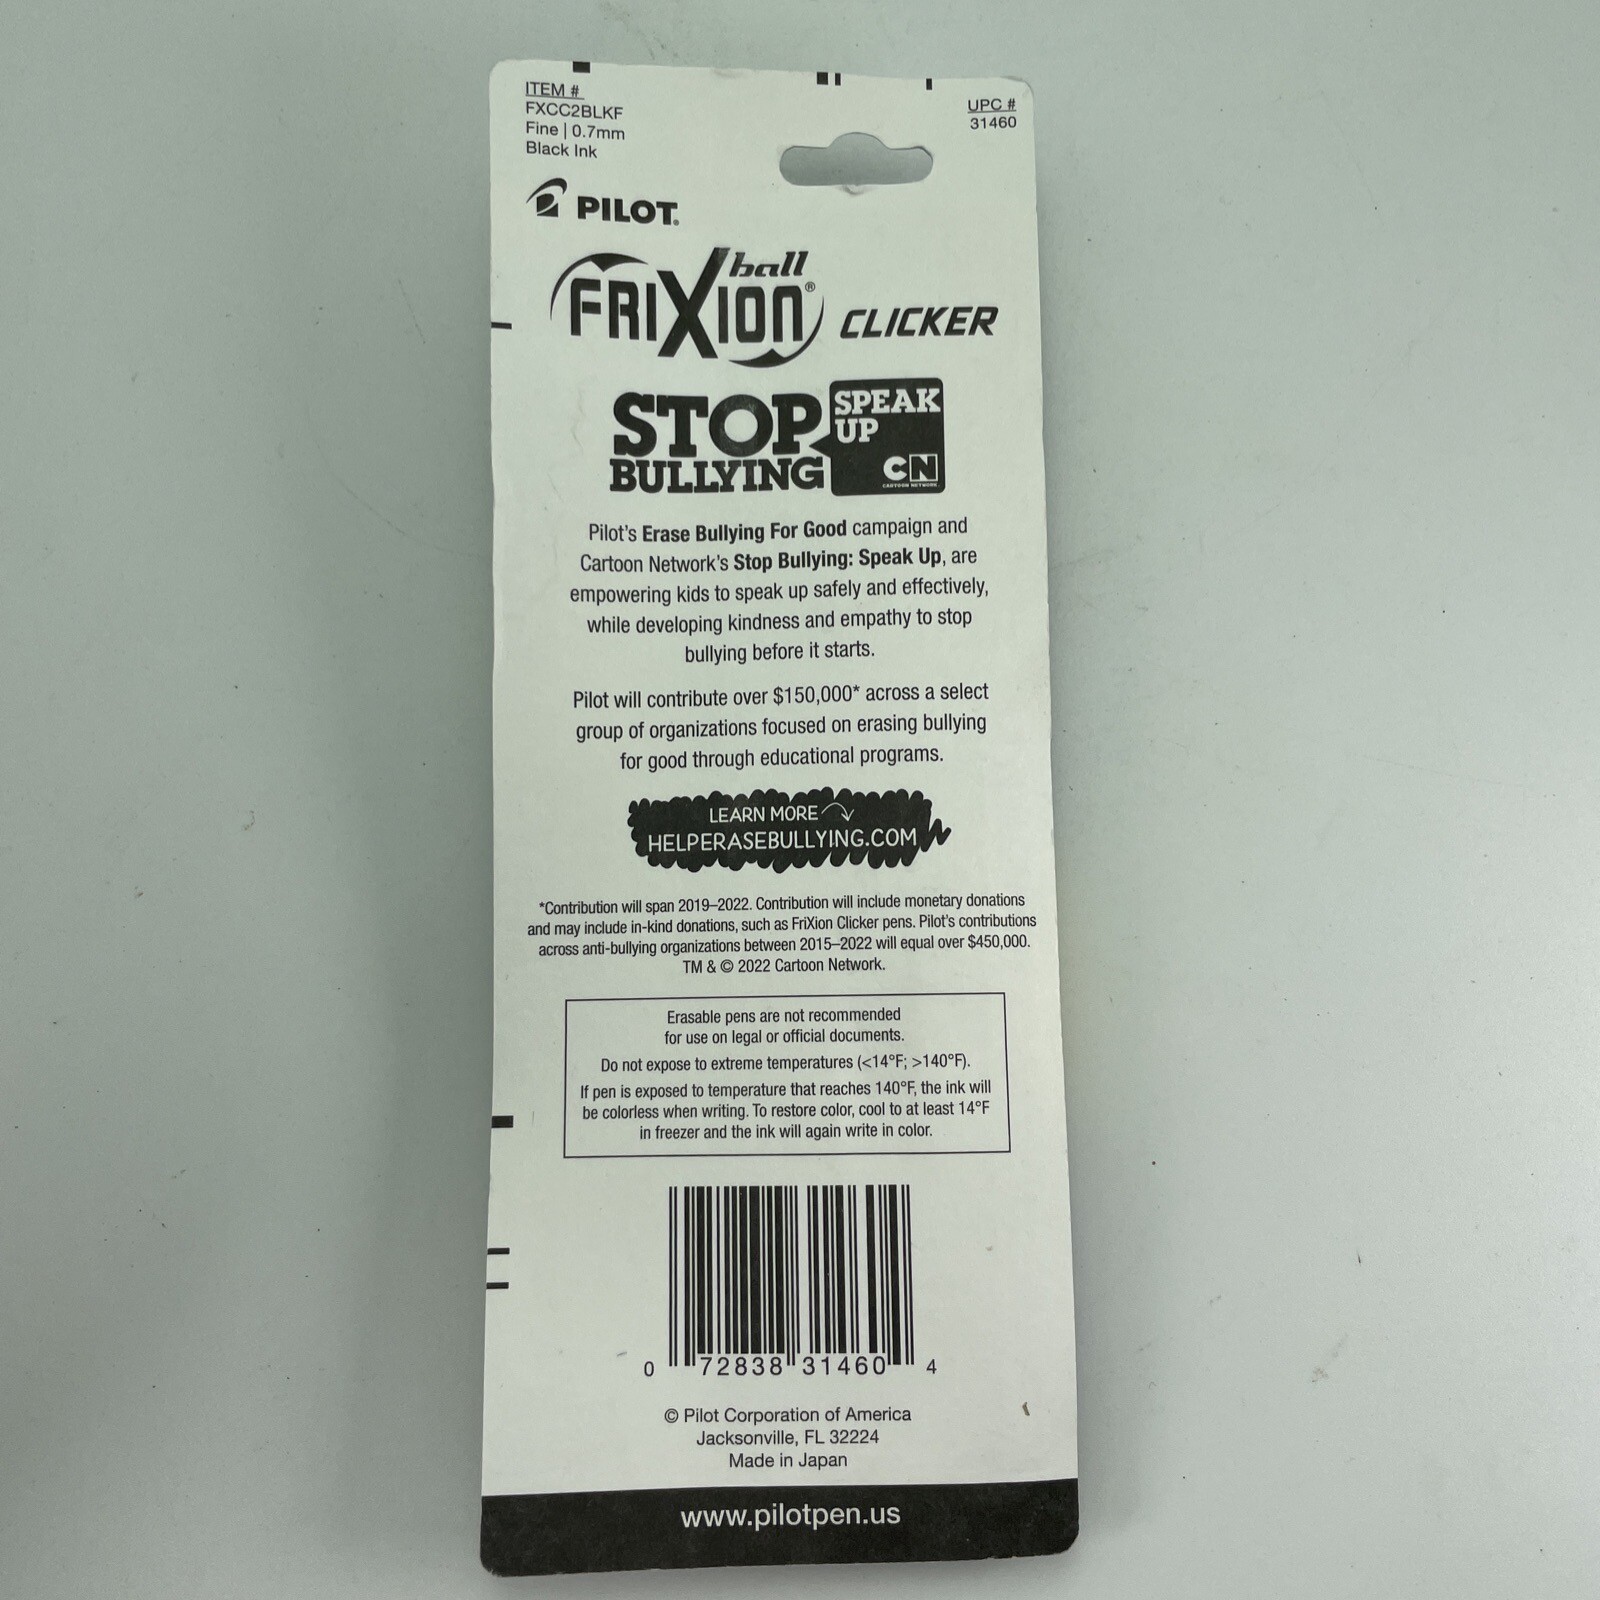 ITEM #
FXCC2BLKF
Fine | 0.7mm
Black Ink
UPC #
31460
PILOT.
ball
FRIXION® CLICKER
STOP
BULLYING
SPEAK
UP
CN
CARTOON NETWORK
Pilot's Erase Bullying For Good campaign and
Cartoon Network's Stop Bullying: Speak Up, are
empowering kids to speak up safely and effectively,
while developing kindness and empathy to stop
bullying before it starts.
Pilot will contribute over $150,000* across a select
group of organizations focused on erasing bullying
for good through educational programs.
LEARN MORE
HELPERASEBULLYING.COM
*Contribution will span 2019–2022. Contribution will include monetary donations
and may include in-kind donations, such as FriXion Clicker pens. Pilot's contributions
across anti-bullying organizations between 2015–2022 will equal over $450,000.
TM & © 2022 Cartoon Network.
Erasable pens are not recommended
for use on legal or official documents.
Do not expose to extreme temperatures (<14°F; >140°F).
If pen is exposed to temperature that reaches 140°F, the ink will
be colorless when writing. To restore color, cool to at least 14°F
in freezer and the ink will again write in color.
0 72838 31460 4
© Pilot Corporation of America
Jacksonville, FL 32224
Made in Japan
www.pilotpen.us